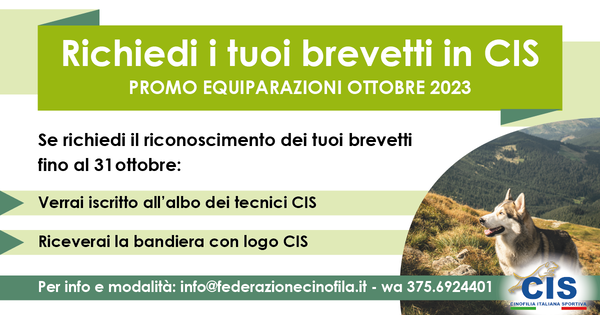 Richiedi i tuoi brevetti in CIS
PROMO EQUIPARAZIONI OTTOBRE 2023
Se richiedi il riconoscimento dei tuoi brevetti
fino al 31ottobre:
Verrai iscritto all'albo dei tecnici CIS
Riceverai la bandiera con logo CIS
Per info e modalità: info@federazionecinofila.it - wa 375.6924401
CIS
CINOFILIA ITALIANA SPORTIVA